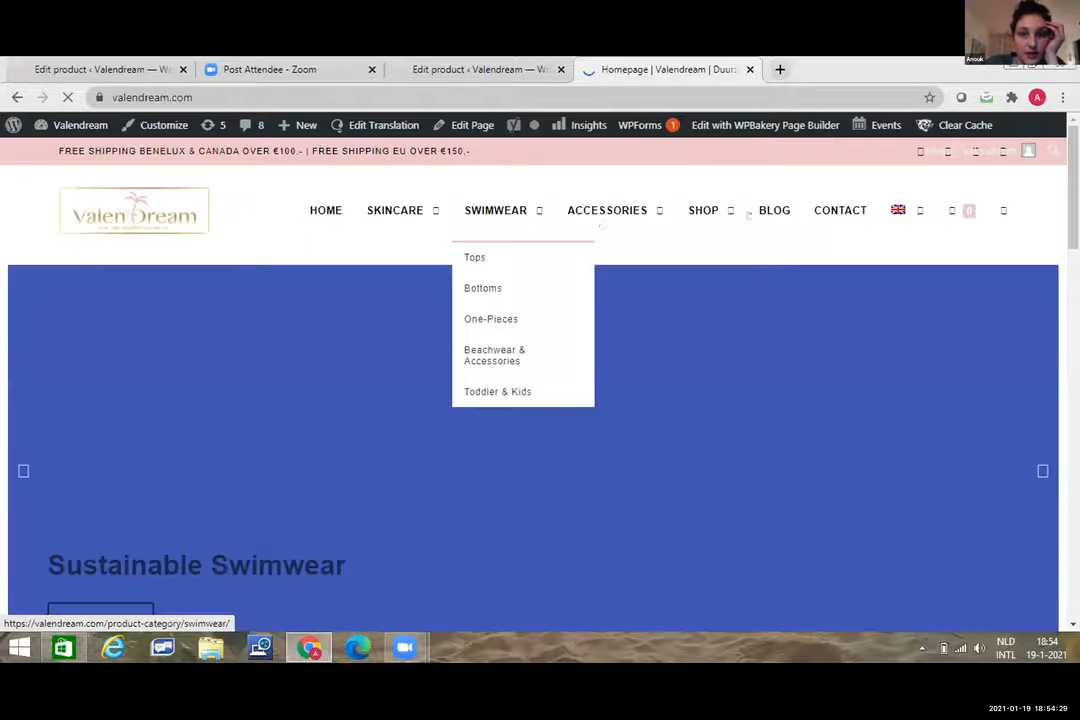 Anouk
Edit product ‹ Valendream — W
Post Attendee - Zoom
Edit product ‹ Valendream — W
Homepage | Valendream | Duur
valendream.com
A
Valendream
Customize
5
8
New
Edit Translation
Edit Page
Insights
WPForms 1
Edit with WPBakery Page Builder
Events
Clear Cache
FREE SHIPPING BENELUX & CANADA OVER €100,- | FREE SHIPPING EU OVER €150,-
Valen Dream
HOME
SKINCARE
SWIMWEAR
ACCESSORIES
SHOP
BLOG
CONTACT
0
Tops
Bottoms
One-Pieces
Beachwear &
Accessories
Toddler & Kids
Sustainable Swimwear
https://valendream.com/product-category/swimwear/
NLD
INTL
18:54
19-1-2021
2021-01-19 18:54:29